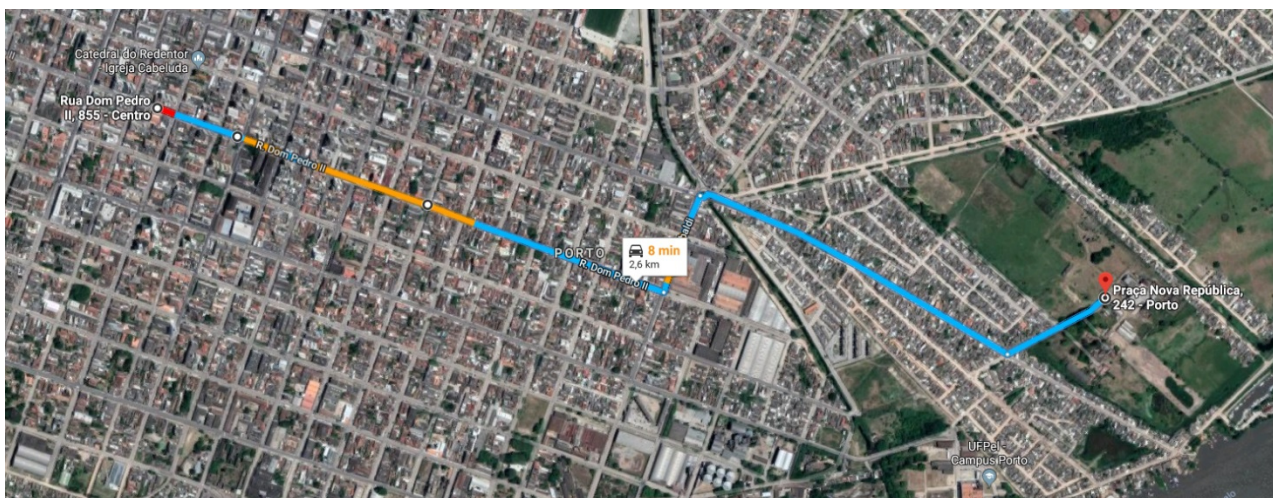 Catedral do Redentor
- Igreja Cabeluda
Rua Dom Pedro
II, 855 - Centro
R. Dom Pedro II
PORTO
8 min
2,6 km
R. Dom Pedro II
Praça Nova República,
242 - Porto
UFPel -
Campus Porto